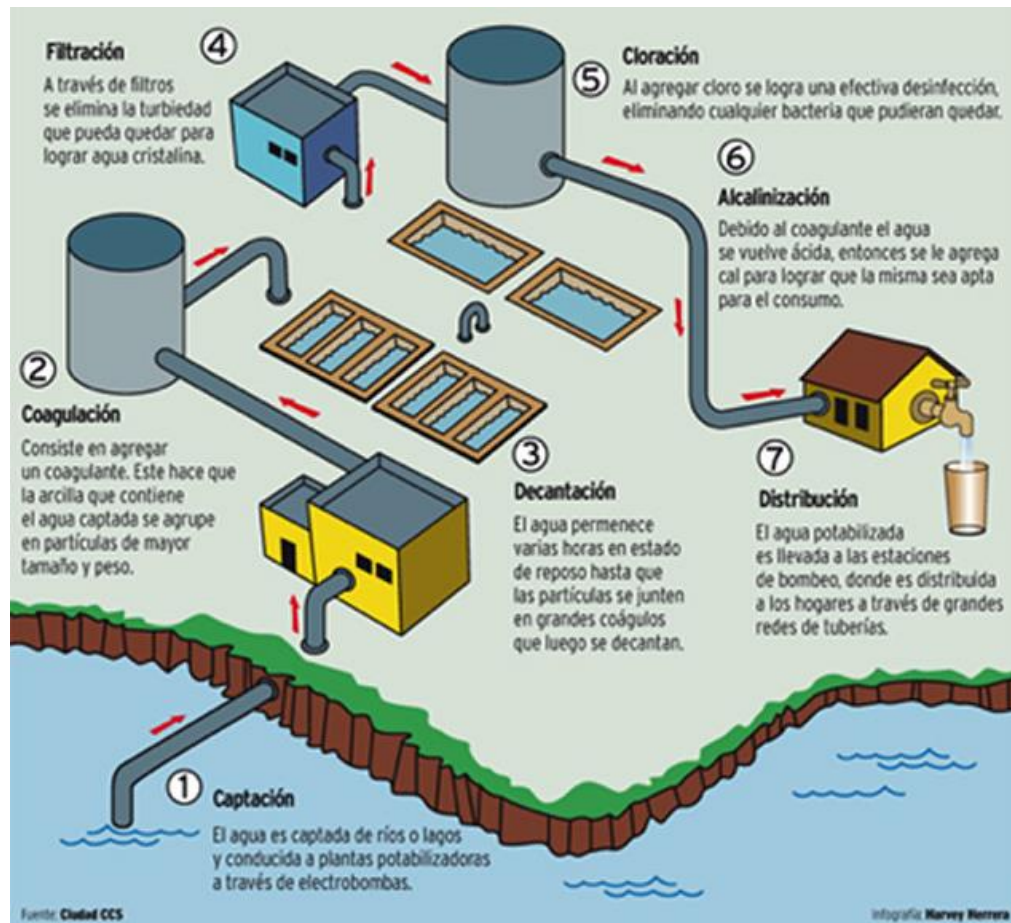 ④
Filtración
A través de filtros
se elimina la turbiedad
que pueda quedar para
lograr agua cristalina.
⑤
Cloración
Al agregar cloro se logra una efectiva desinfección,
eliminando cualquier bacteria que pudieran quedar.
⑥
Alcalinización
Debido al coagulante el agua
se vuelve ácida, entonces se le agrega
cal para lograr que la misma sea apta
para el consumo.
②
Coagulación
Consiste en agregar
un coagulante. Este hace que
la arcilla que contiene
el agua captada se agrupe
en partículas de mayor
tamaño y peso.
③
Decantación
El agua permenece
varias horas en estado
de reposo hasta que
las partículas se junten
en grandes coágulos
que luego se decantan.
⑦
Distribución
El agua potabilizada
es llevada a las estaciones
de bombeo, donde es distribuida
a los hogares a través de grandes
redes de tuberías.
①
Captación
El agua es captada de ríos o lagos
y conducida a plantas potabilizadoras
a través de electrobombas.
Fuente: Ciudad CCS
Infografía: Harvey Herrera